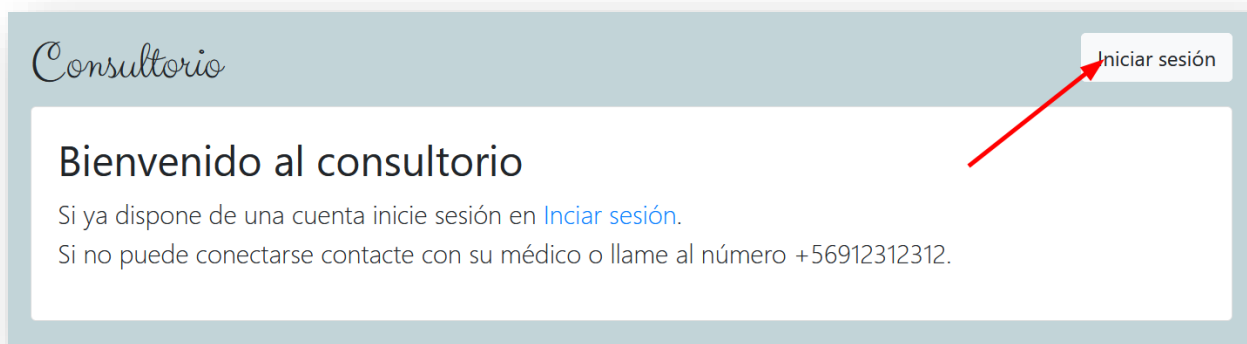 Consultorio
Iniciar sesión
Bienvenido al consultorio
Si ya dispone de una cuenta inicie sesión en Inciar sesión.
Si no puede conectarse contacte con su médico o llame al número +56912312312.